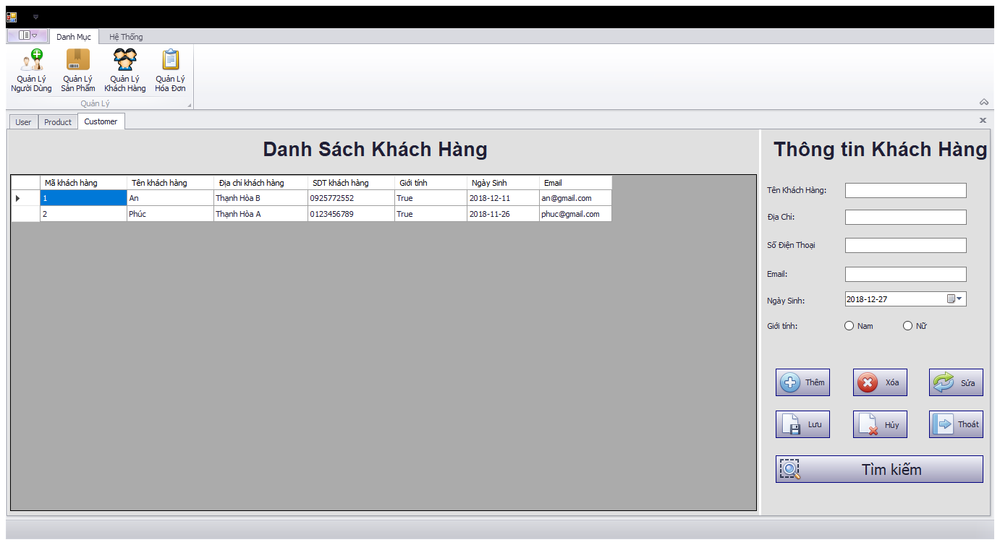 Danh Mục Hệ Thống
Quản Lý Người Dùng
Quản Lý Sản Phẩm
Quản Lý Khách Hàng
Quản Lý Hóa Đơn
Quản Lý
User Product Customer
Danh Sách Khách Hàng
Mã khách hàng Tên khách hàng Địa chỉ khách hàng SDT khách hàng Giới tính Ngày Sinh Email
1 An Thạnh Hòa B 0925772552 True 2018-12-11 an@gmail.com
2 Phúc Thạnh Hòa A 0123456789 True 2018-11-26 phuc@gmail.com
Thông tin Khách Hàng
Tên Khách Hàng:
Địa Chỉ:
Số Điện Thoại
Email:
Ngày Sinh: 2018-12-27
Giới tính: Nam Nữ
Thêm Xóa Sửa
Lưu Hủy Thoát
Tìm kiếm